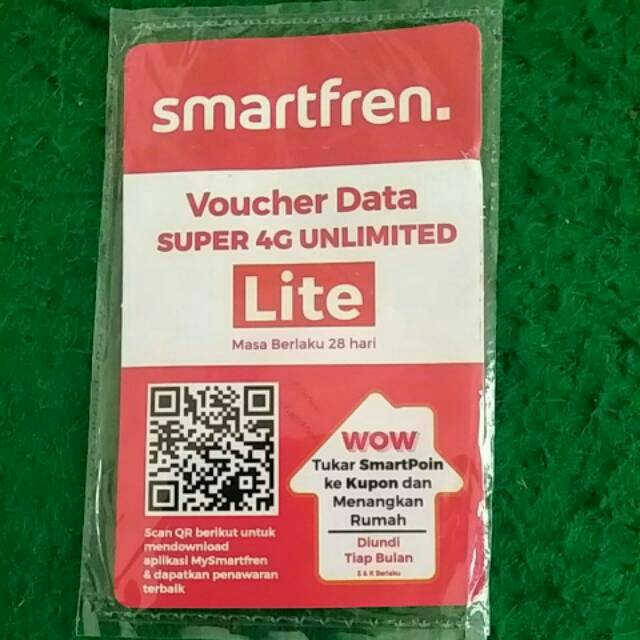 smartfren.
Voucher Data
SUPER 4G UNLIMITED
Lite
Masa Berlaku 28 hari
Scan QR berikut untuk
mendownload
aplikasi MySmartfren
& dapatkan penawaran
terbaik
WOW
Tukar SmartPoin
ke Kupon dan
Menangkan
Rumah
Diundi
Tiap Bulan
S & K Berlaku